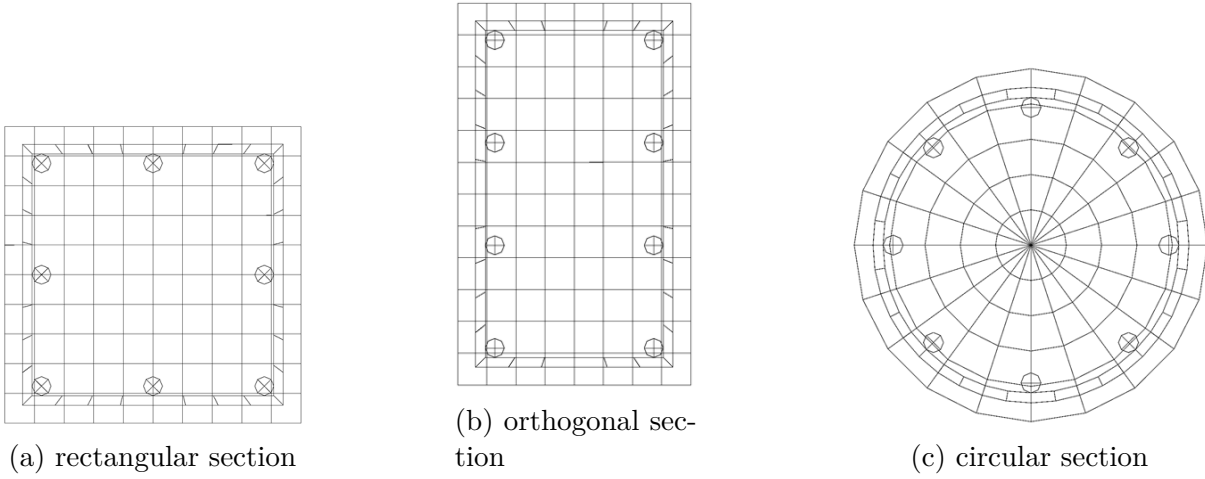 (a) rectangular section
(b) orthogonal sec-
tion
(c) circular section